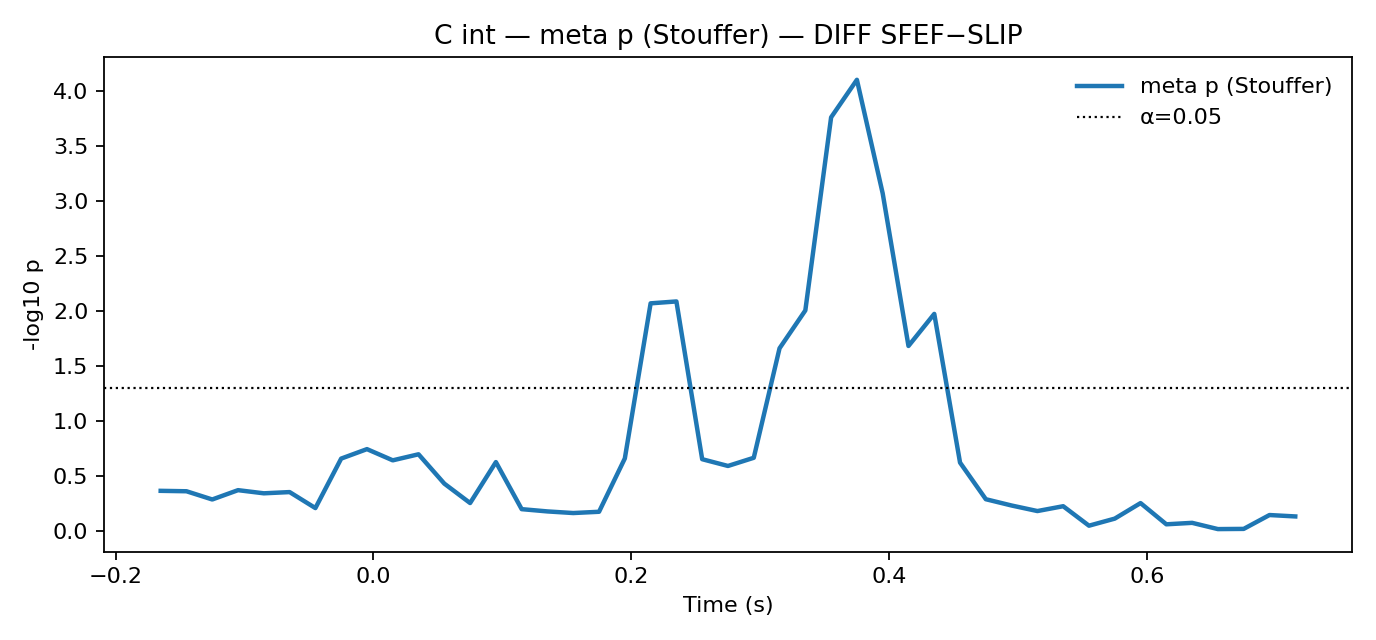 C int — meta p (Stouffer) — DIFF SFEF−SLIP
meta p (Stouffer)
α=0.05
4.0
3.5
3.0
2.5
2.0
1.5
1.0
0.5
0.0
-log10 p
−0.2
0.0
0.2
0.4
0.6
Time (s)